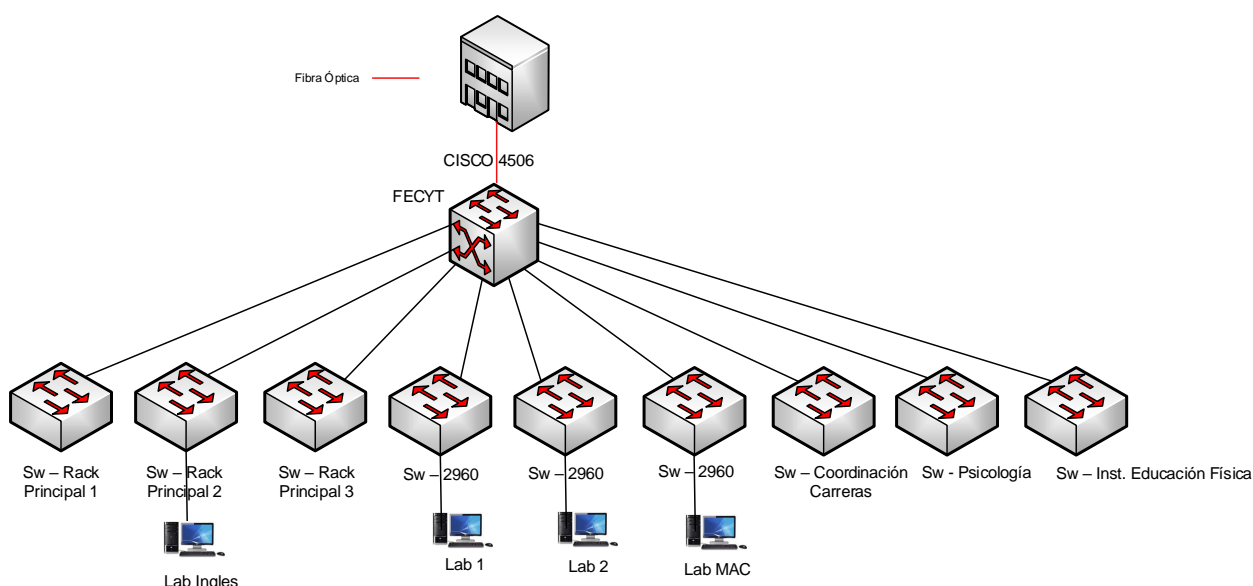 Fibra Óptica
CISCO 4506
FECYT
Sw – Rack
Principal 1
Sw – Rack
Principal 2
Sw – Rack
Principal 3
Sw – 2960
Sw – 2960
Sw – 2960
Sw – Coordinación
Carreras
Sw - Psicología
Sw – Inst. Educación Física
Lab Ingles
Lab 1
Lab 2
Lab MAC